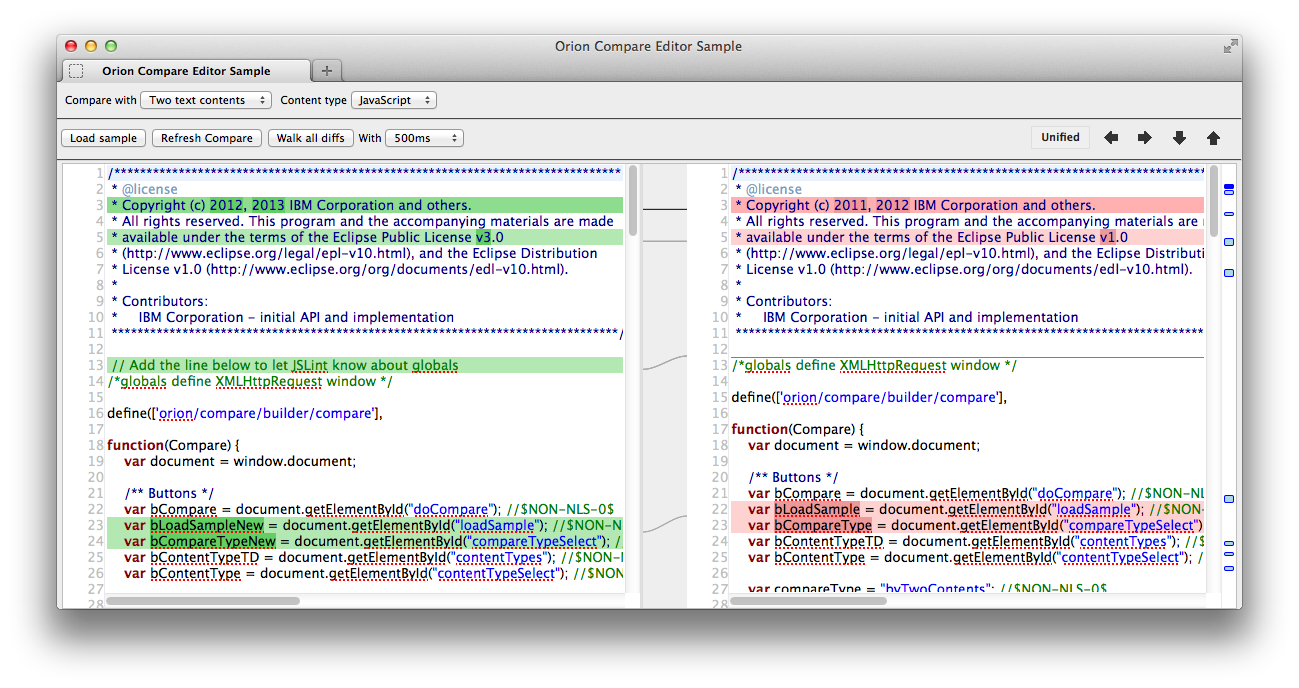 Orion Compare Editor Sample
Orion Compare Editor Sample
Compare with Two text contents Content type JavaScript
Load sample Refresh Compare Walk all diffs With 500ms Unified
1 /*******************************************************************************
2 * @license
3 * Copyright (c) 2012, 2013 IBM Corporation and others.
4 * All rights reserved. This program and the accompanying materials are made
5 * available under the terms of the Eclipse Public License v3.0
6 * (http://www.eclipse.org/legal/epl-v10.html), and the Eclipse Distribution
7 * License v1.0 (http://www.eclipse.org/org/documents/edl-v10.html).
8 *
9 * Contributors:
10 *     IBM Corporation - initial API and implementation
11 ******************************************************************************/
12
13 // Add the line below to let JSLint know about globals
14 /*globals define XMLHttpRequest window */
15
16 define(['orion/compare/builder/compare'],
17
18 function(Compare) {
19 var document = window.document;
20
21 /** Buttons */
22 var bCompare = document.getElementById("doCompare"); //$NON-NLS-0$
23 var bLoadSampleNew = document.getElementById("loadSample"); //$NON-N
24 var bCompareTypeNew = document.getElementById("compareTypeSelect"); /
25 var bContentTypeTD = document.getElementById("contentTypes"); //$NON-
26 var bContentType = document.getElementById("contentTypeSelect"); //$NON
27
28
1 /*************************************************************************
2 * @license
3 * Copyright (c) 2011, 2012 IBM Corporation and others.
4 * All rights reserved. This program and the accompanying materials are
5 * available under the terms of the Eclipse Public License v1.0
6 * (http://www.eclipse.org/legal/epl-v10.html), and the Eclipse Distributi
7 * License v1.0 (http://www.eclipse.org/org/documents/edl-v10.html).
8 *
9 * Contributors:
10 *     IBM Corporation - initial API and implementation
11 *************************************************************************
12
13 /*globals define XMLHttpRequest window */
14
15 define(['orion/compare/builder/compare'],
16
17 function(Compare) {
18 var document = window.document;
19
20 /** Buttons */
21 var bCompare = document.getElementById("doCompare"); //$NON-NL
22 var bLoadSample = document.getElementById("loadSample"); //$NON-
23 var bCompareType = document.getElementById("compareTypeSelect")
24 var bContentTypeTD = document.getElementById("contentTypes"); //$
25 var bContentType = document.getElementById("contentTypeSelect"); /
26
27 var compareType = "byTwoContents"; //$NON-NLS-0$
28